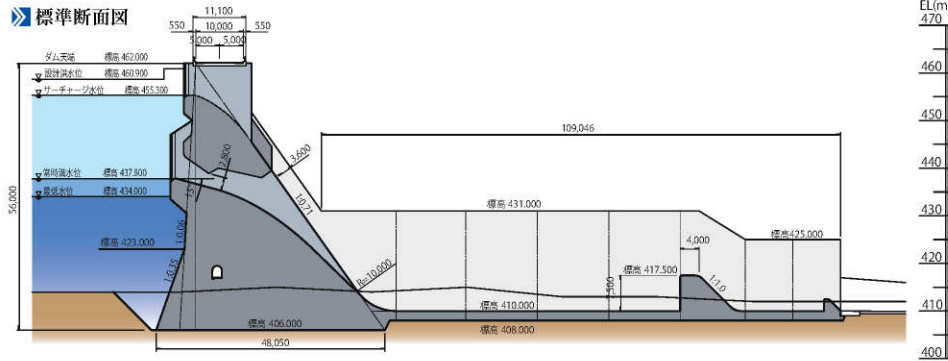 標準断面図
EL(m
11,100
550
10,000
550
5,000
5,000
ダム天端 標高 462.000
設計洪水位 標高 460.900
サーチャージ水位 標高 455.300
常時満水位 標高 437.800
最低水位 標高 434.000
標高 423.000
56,000
1:0.06
1:0.35
15°
12,800
3,600
1:0.71
R=10,000
109,046
標高 431.000
標高425.000
4,000
標高 417.500
1:1.0
標高 410.000
標高 406.000
標高 408.000
48,050
470
460
450
440
430
420
410
400